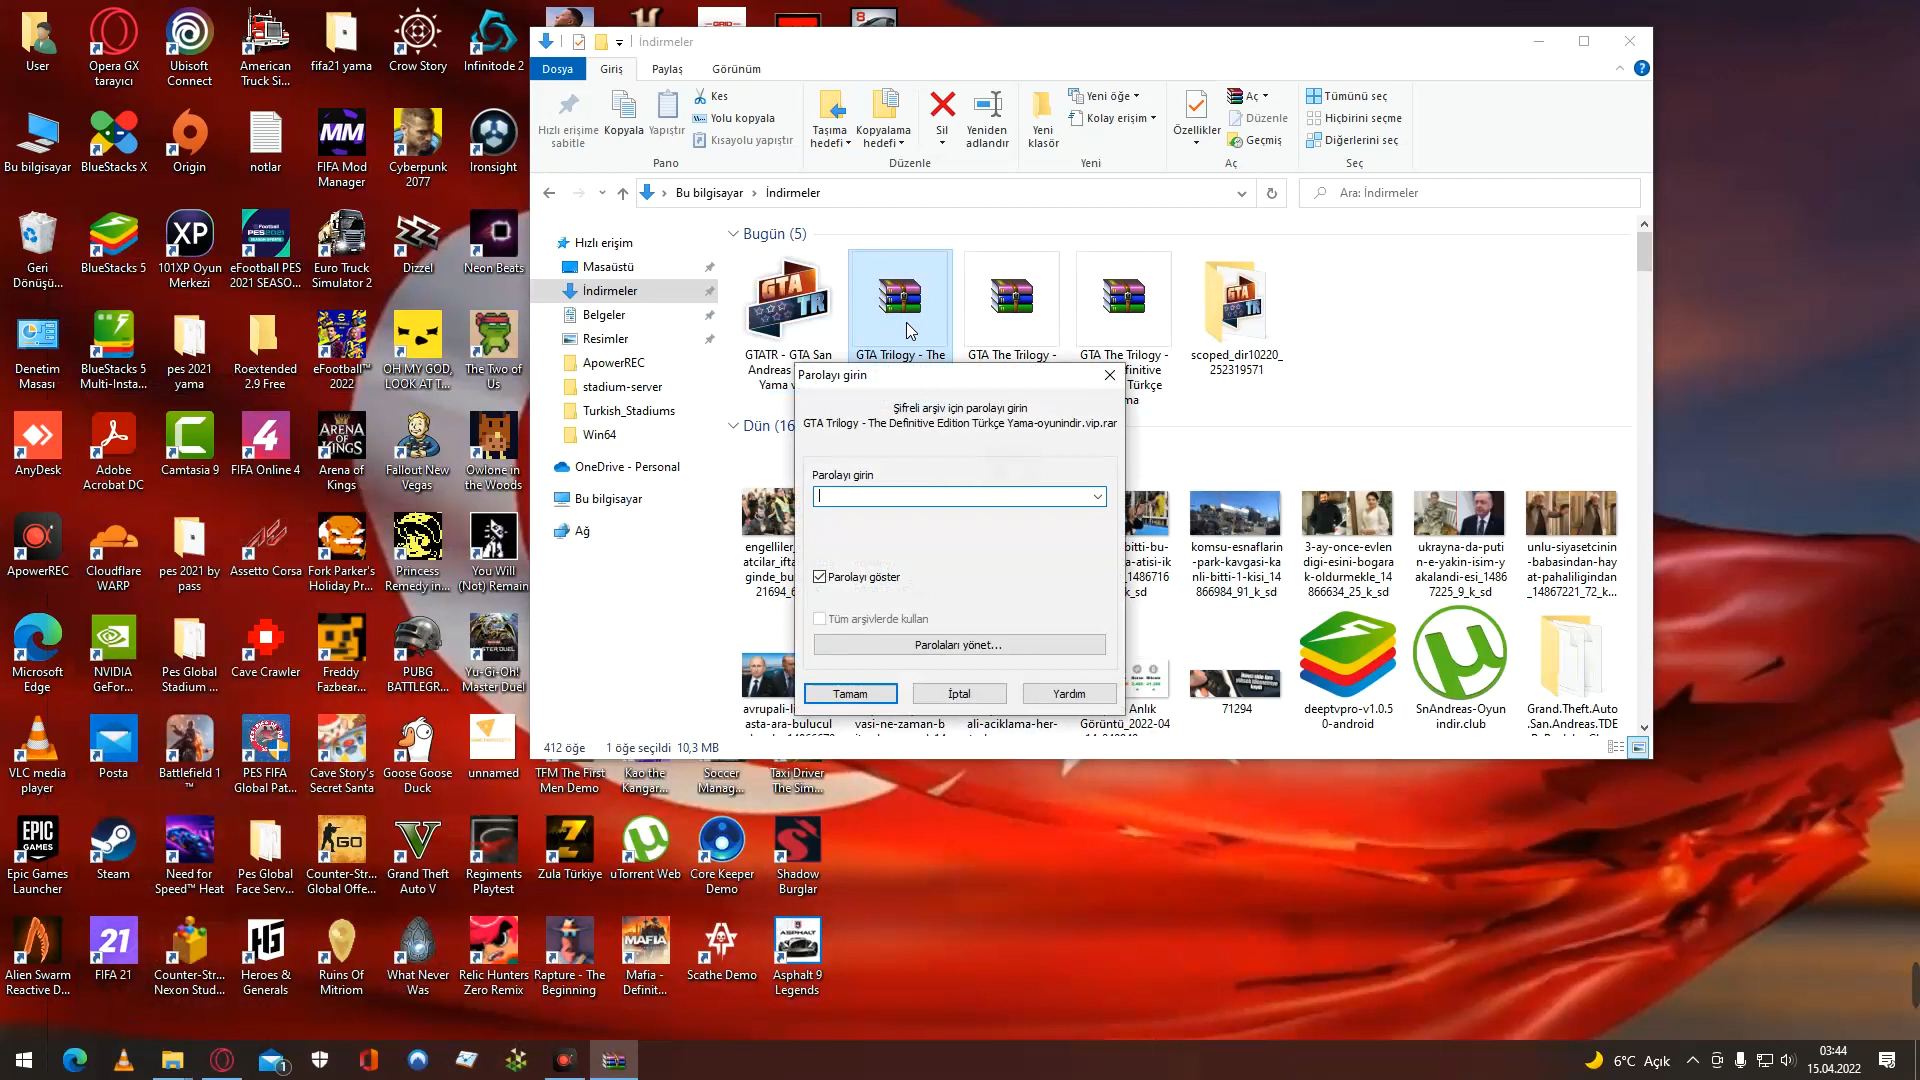 User
Opera GX
tarayıcı
Ubisoft
Connect
American
Truck Si...
fifa21 yama
Crow Story
Infinitode 2
Bu bilgisayar
BlueStacks X
Origin
notlar
FIFA Mod
Manager
Cyberpunk
2077
Ironsight
Geri
Dönüşü...
BlueStacks 5
101XP Oyun
Merkezi
eFootball PES
2021 SEASO...
Euro Truck
Simulator 2
Dizzel
Neon Beats
Denetim
Masası
BlueStacks 5
Multi-Insta...
pes 2021
yama
Roextended
2.9 Free
eFootball™
2022
OH MY GOD,
LOOK AT T...
The Two of
Us
AnyDesk
Adobe
Acrobat DC
Camtasia 9
FIFA Online 4
Arena of
Kings
Fallout New
Vegas
Owlone in
the Woods
ApowerREC
Cloudflare
WARP
pes 2021 by
pass
Assetto Corsa
Fork Parker's
Holiday Pr...
Princess
Remedy in...
You Will
(Not) Remain
Microsoft
Edge
NVIDIA
GeFor...
Pes Global
Stadium ...
Cave Crawler
Freddy
Fazbear...
PUBG
BATTLEGR...
Yu-Gi-Oh!
Master Duel
VLC media
player
Posta
Battlefield 1
™
PES FIFA
Global Pat...
Cave Story's
Secret Santa
Goose Goose
Duck
unnamed
TFM The First
Men Demo
Kao the
Kangar...
Soccer
Manag...
Taxi Driver
The Sim...
Epic Games
Launcher
Steam
Need for
Speed™ Heat
Pes Global
Face Serv...
Counter-Str...
Global Offe...
Grand Theft
Auto V
Regiments
Playtest
Zula Türkiye
uTorrent Web
Core Keeper
Demo
Shadow
Burglar
Alien Swarm
Reactive D...
FIFA 21
Counter-Str...
Nexon Stud...
Heroes &
Generals
Ruins Of
Mitriom
What Never
Was
Relic Hunters
Zero Remix
Rapture - The
Beginning
Mafia -
Definit...
Scathe Demo
Asphalt 9
Legends
İndirmeler
Dosya
Giriş
Paylaş
Görünüm
Hızlı erişime
sabitle
Kopyala
Yapıştır
Kes
Yolu kopyala
Kısayolu yapıştır
Pano
Taşıma
hedefi
Kopyalama
hedefi
Sil
Yeniden
adlandır
Düzenle
Yeni
klasör
Yeni öğe
Kolay erişim
Yeni
Özellikler
Aç
Düzenle
Geçmiş
Aç
Tümünü seç
Hiçbirini seçme
Diğerlerini seç
Seç
Bu bilgisayar
İndirmeler
Ara: İndirmeler
Hızlı erişim
Masaüstü
İndirmeler
Belgeler
Resimler
ApowerREC
stadium-server
Turkish_Stadiums
Win64
OneDrive - Personal
Bu bilgisayar
Ağ
Bugün (5)
GTATR - GTA San
Andreas
Yama v
GTA Trilogy - The
GTA The Trilogy -
GTA The Trilogy -
finitive
Türkçe
ma
scoped_dir10220_
252319571
Dün (16
Parolayı girin
Şifreli arşiv için parolayı girin
GTA Trilogy - The Definitive Edition Türkçe Yama-oyunindir.vip.rar
Parolayı girin
Parolayı göster
Tüm arşivlerde kullan
Parolaları yönet...
Tamam
İptal
Yardım
engelliler_
atcilar_ifta
ginde_bu
21694_6
bitti-bu-
a-atisi-ik
_1486716
k_sd
komsu-esnaflarin
-park-kavgasi-ka
nli-bitti-1-kisi_14
866984_91_k_sd
3-ay-once-evlen
digi-esini-bogara
k-oldurmekle_14
866634_25_k_sd
ukrayna-da-puti
n-e-yakin-isim-y
akalandi-esi_1486
7225_9_k_sd
unlu-siyasetcinin
-babasindan-hay
at-pahaliligindan
_14867221_72_k...
avrupali-l
asta-ara-bulucul
vasi-ne-zaman-b
ali-aciklama-her-
Anlık
Görüntü_2022-04
71294
deeptvpro-v1.0.5
0-android
SnAndreas-Oyun
indir.club
Grand.Theft.Auto
.San.Andreas.TDE
412 öğe
1 öğe seçildi 10,3 MB
6°C Açık
03:44
15.04.2022